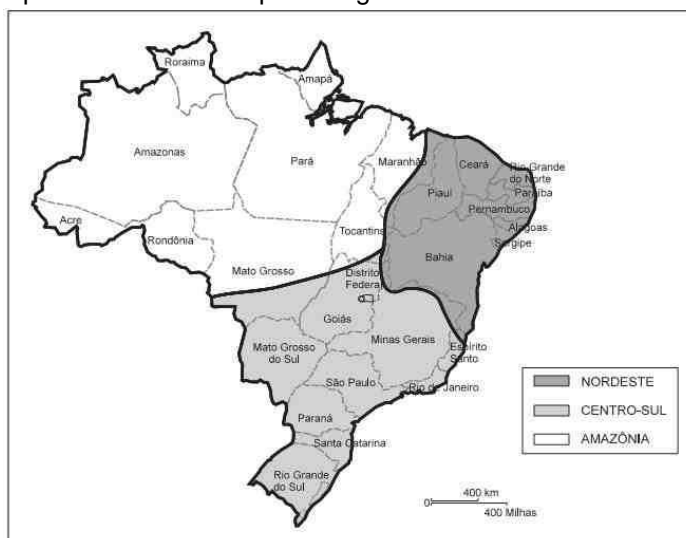 Roraima
Amapá
Amazonas
Pará
Maranhão
Ceará
Rio Grande
do Norte
Paraíba
Piauí
Pernambuco
Acre
Alagoas
Sergipe
Rondônia
Tocantins
Mato Grosso
Bahia
Distrito
Federal
Goiás
Minas Gerais
Mato Grosso
do Sul
Espírito
Santo
São Paulo
Rio de Janeiro
Paraná
Santa Catarina
Rio Grande
do Sul
NORDESTE
CENTRO-SUL
AMAZÔNIA
400 km
0
400 Milhas